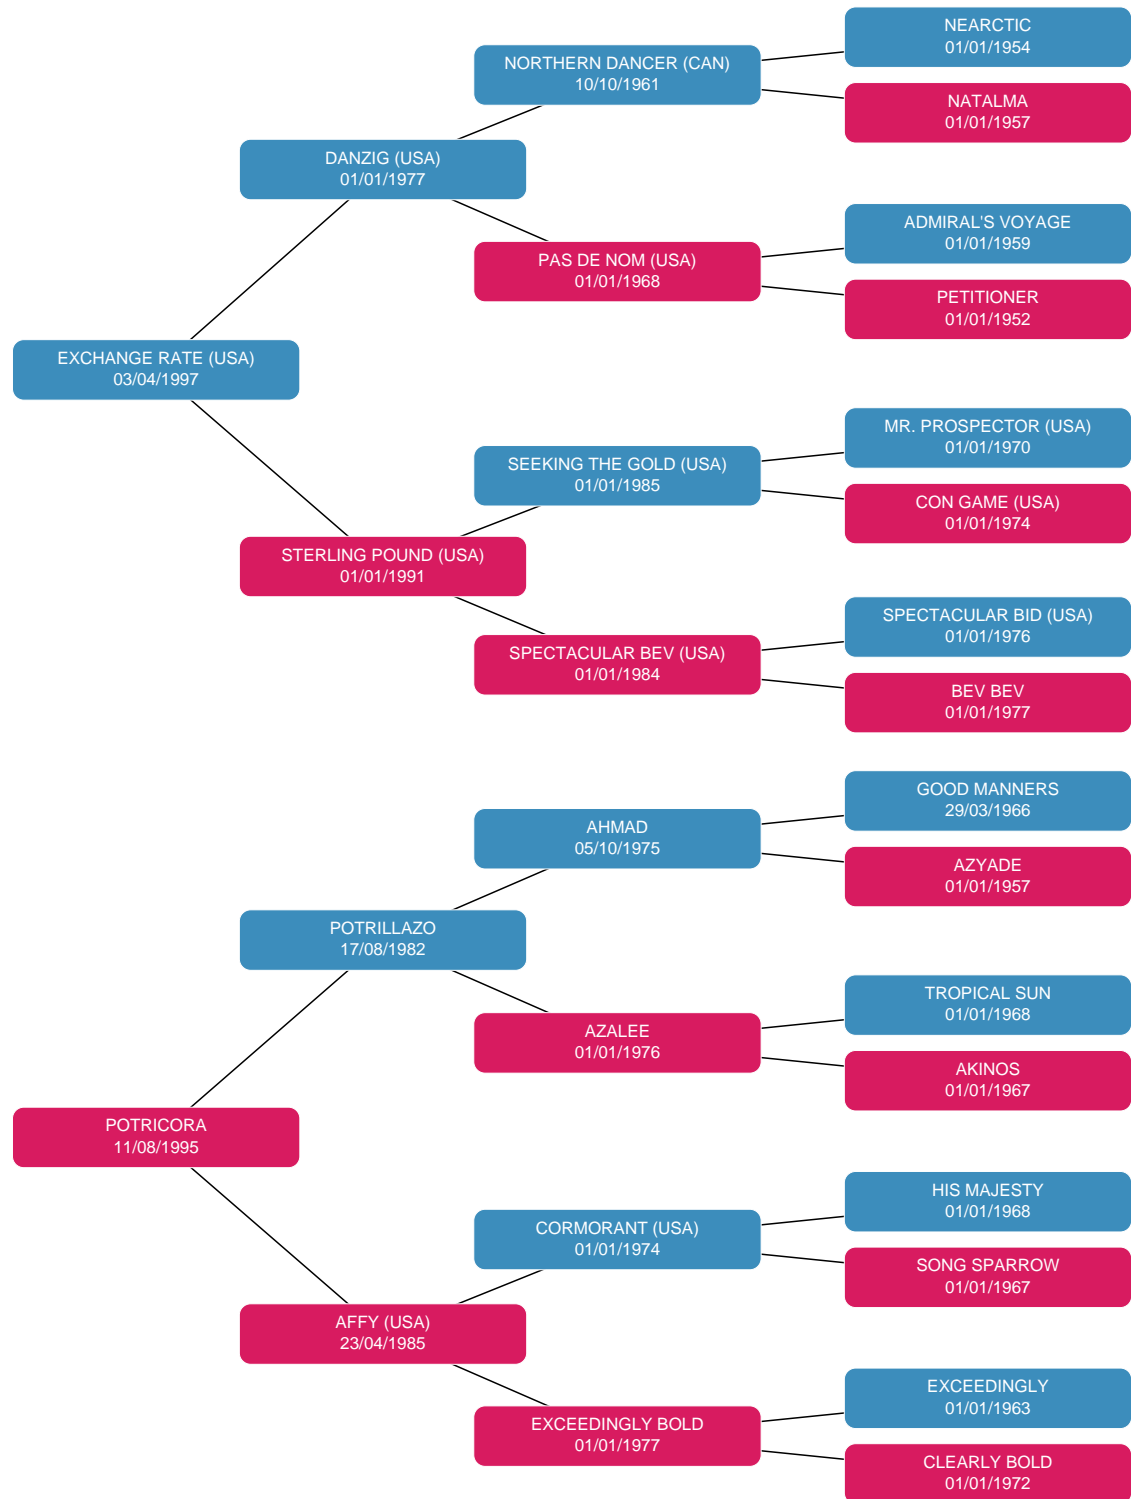 NEARCTIC
01/01/1954
NORTHERN DANCER (CAN)
10/10/1961
NATALMA
01/01/1957
DANZIG (USA)
01/01/1977
ADMIRAL'S VOYAGE
01/01/1959
PAS DE NOM (USA)
01/01/1968
PETITIONER
01/01/1952
EXCHANGE RATE (USA)
03/04/1997
MR. PROSPECTOR (USA)
01/01/1970
SEEKING THE GOLD (USA)
01/01/1985
CON GAME (USA)
01/01/1974
STERLING POUND (USA)
01/01/1991
SPECTACULAR BID (USA)
01/01/1976
SPECTACULAR BEV (USA)
01/01/1984
BEV BEV
01/01/1977
GOOD MANNERS
29/03/1966
AHMAD
05/10/1975
AZYADE
01/01/1957
POTRILLAZO
17/08/1982
TROPICAL SUN
01/01/1968
AZALEE
01/01/1976
AKINOS
01/01/1967
POTRICORA
11/08/1995
HIS MAJESTY
01/01/1968
CORMORANT (USA)
01/01/1974
SONG SPARROW
01/01/1967
AFFY (USA)
23/04/1985
EXCEEDINGLY
01/01/1963
EXCEEDINGLY BOLD
01/01/1977
CLEARLY BOLD
01/01/1972